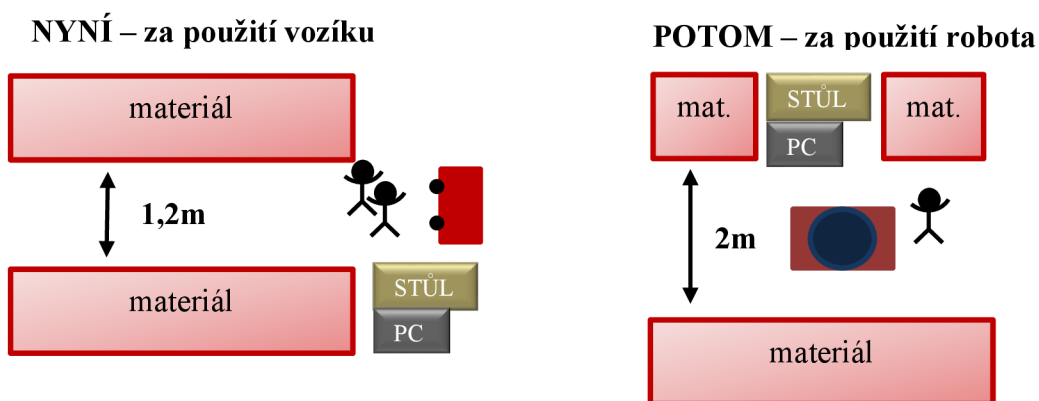 NYNÍ – za použití vozíku
materiál
1,2m
materiál
STŮL
PC
POTOM – za použití robota
mat.
STŮL
PC
mat.
2m
materiál